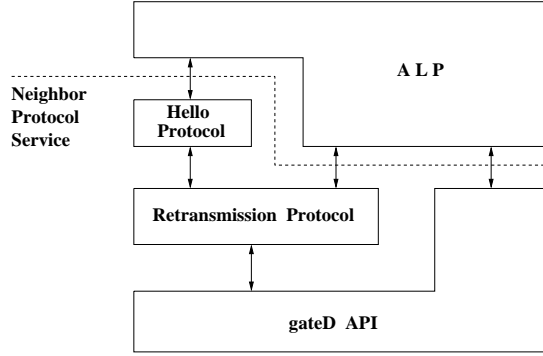 A L P
Neighbor
Protocol
Service
Hello
Protocol
Retransmission Protocol
gateD API